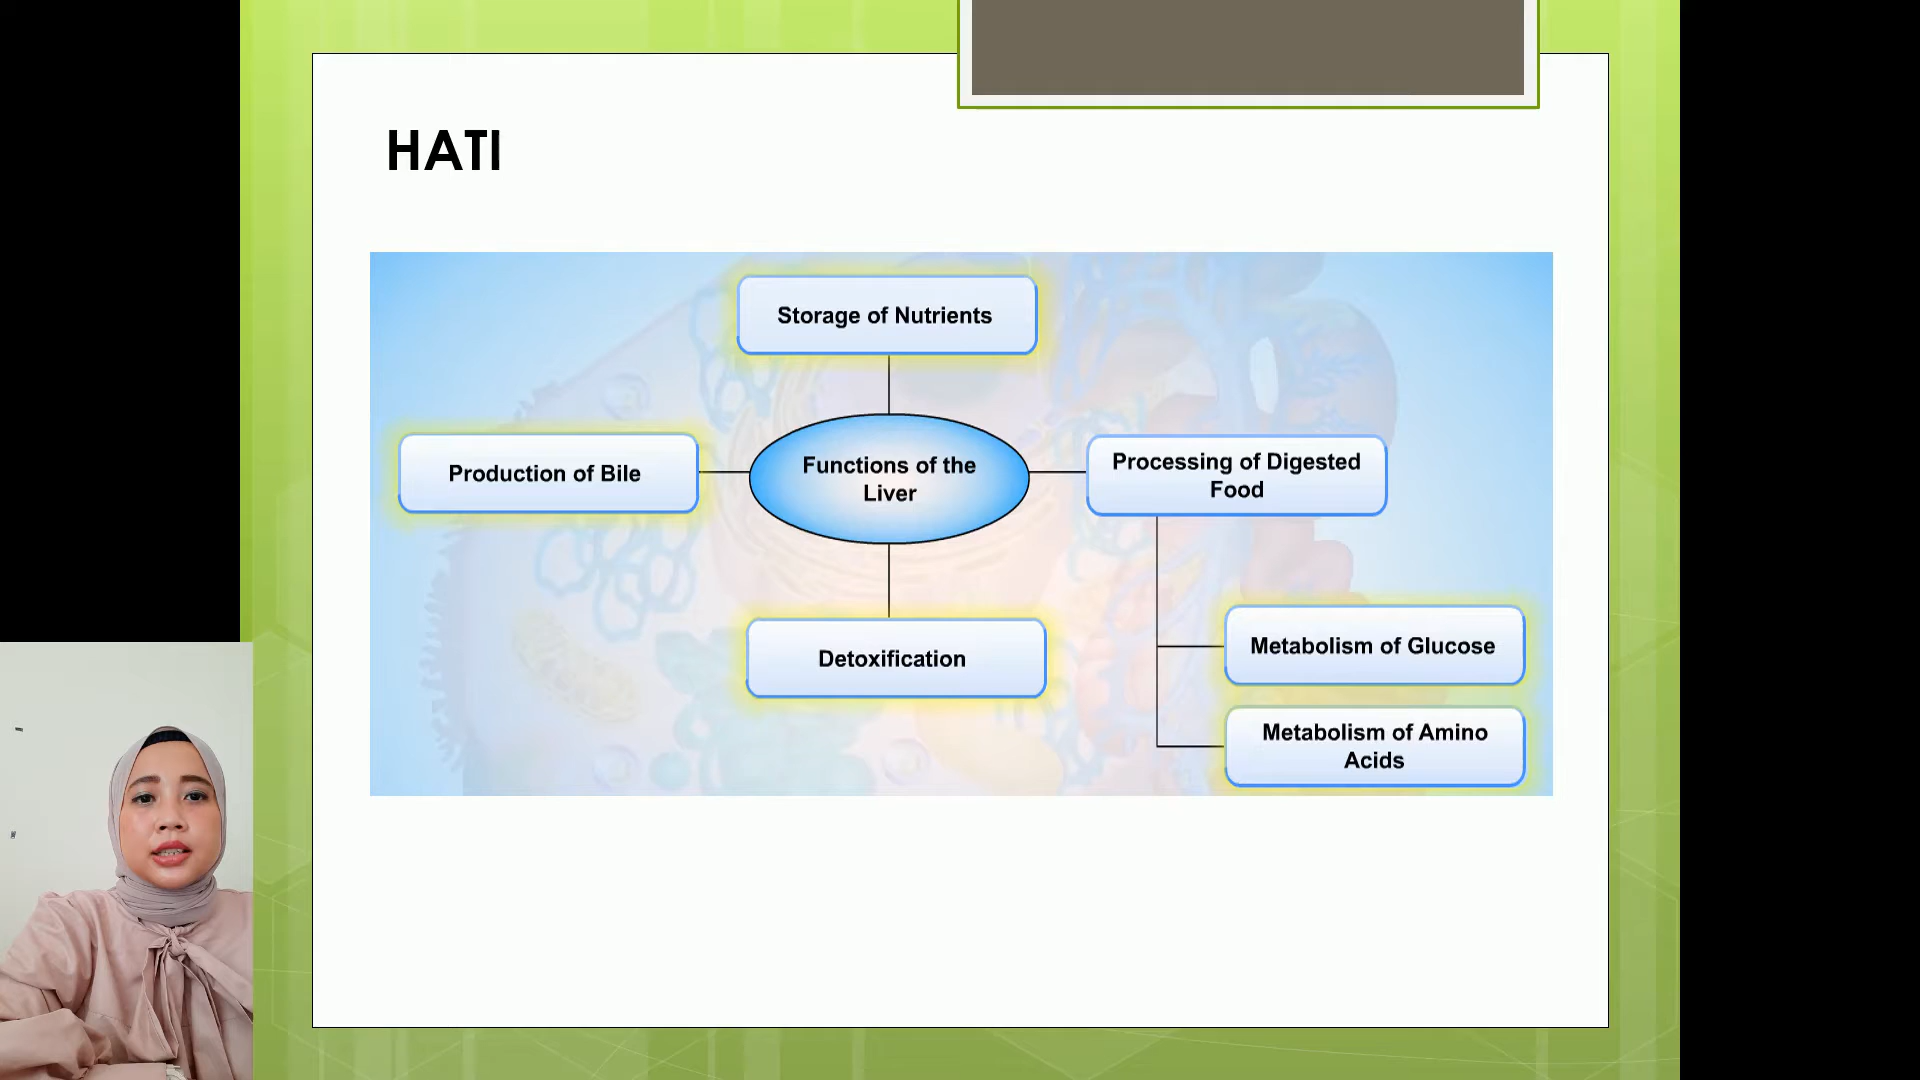 HATI
Storage of Nutrients
Production of Bile
Functions of the
Liver
Processing of Digested
Food
Detoxification
Metabolism of Glucose
Metabolism of Amino
Acids